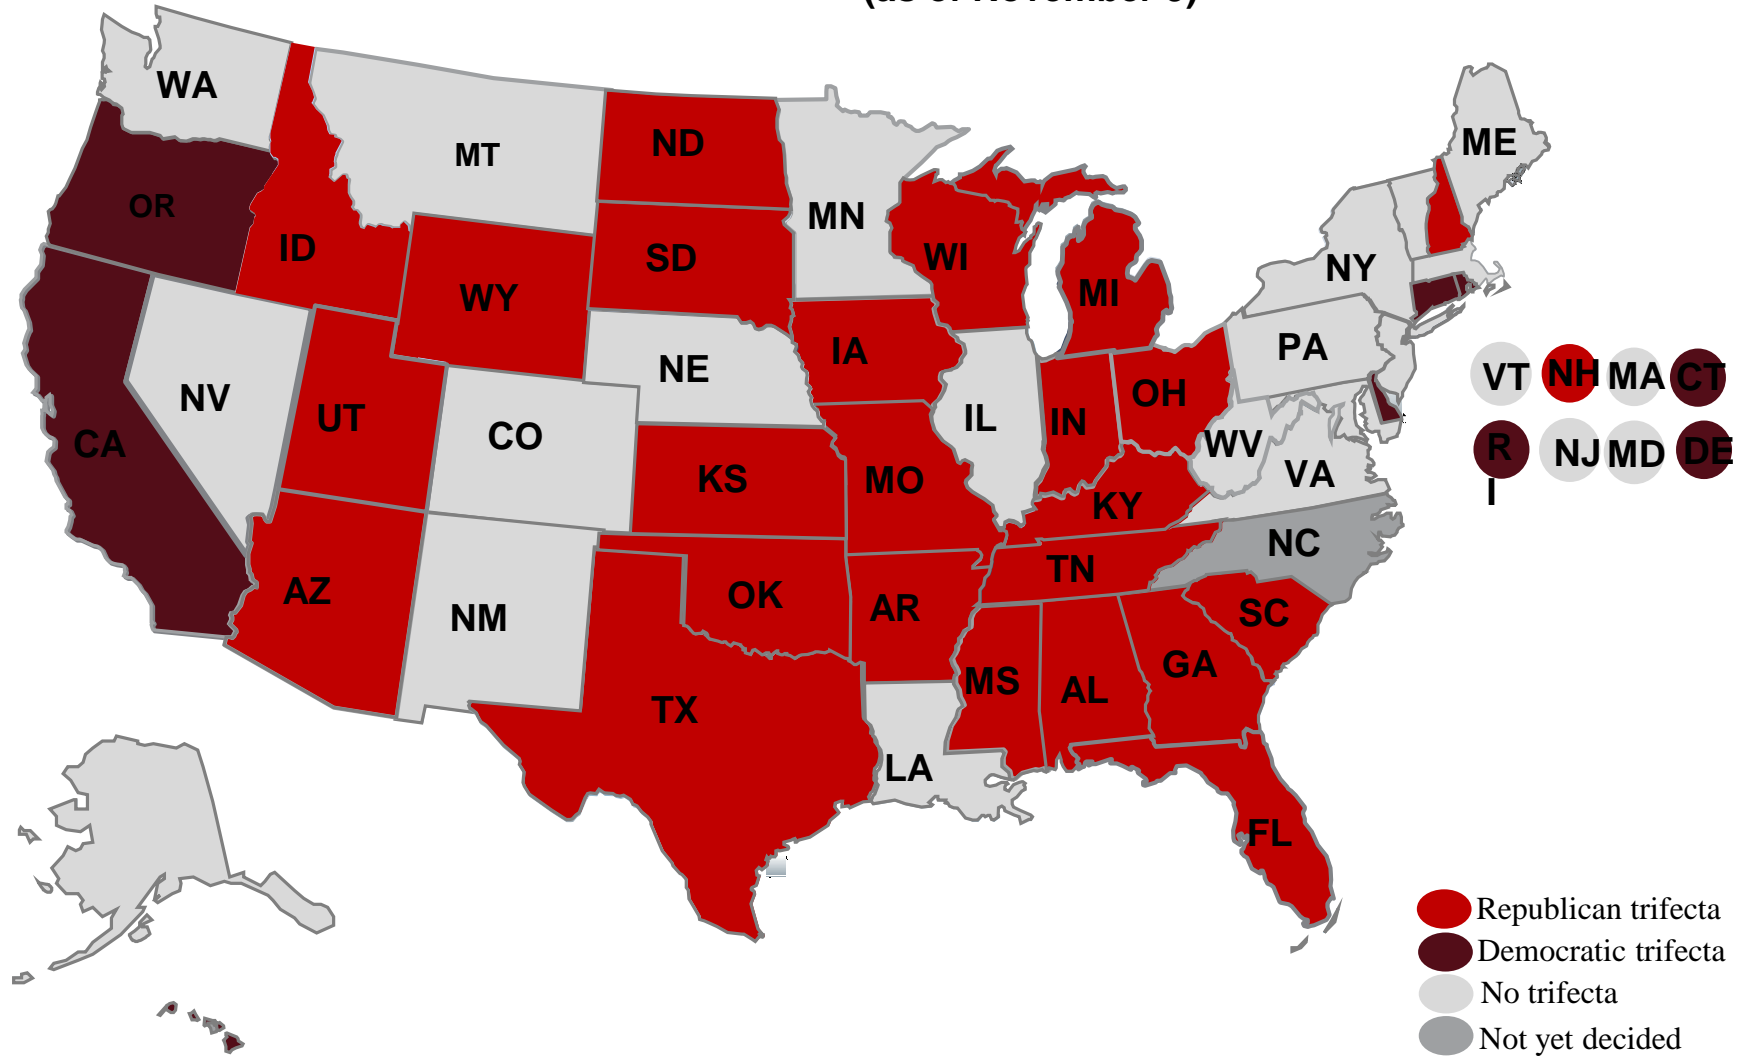 WA
ME
ND
MT
OR
MN
ID
SD
WI
NY
WY
MI
PA
IA
NE
VT NH MA CT
NV
OH
UT
IL
IN
CO
CA
WV
R NJ MD DE
I
VA
KS
MO
KY
NC
TN
AZ
OK
AR
NM
SC
GA
MS
AL
TX
LA
FL
Republican trifecta
Democratic trifecta
No trifecta
Not yet decided